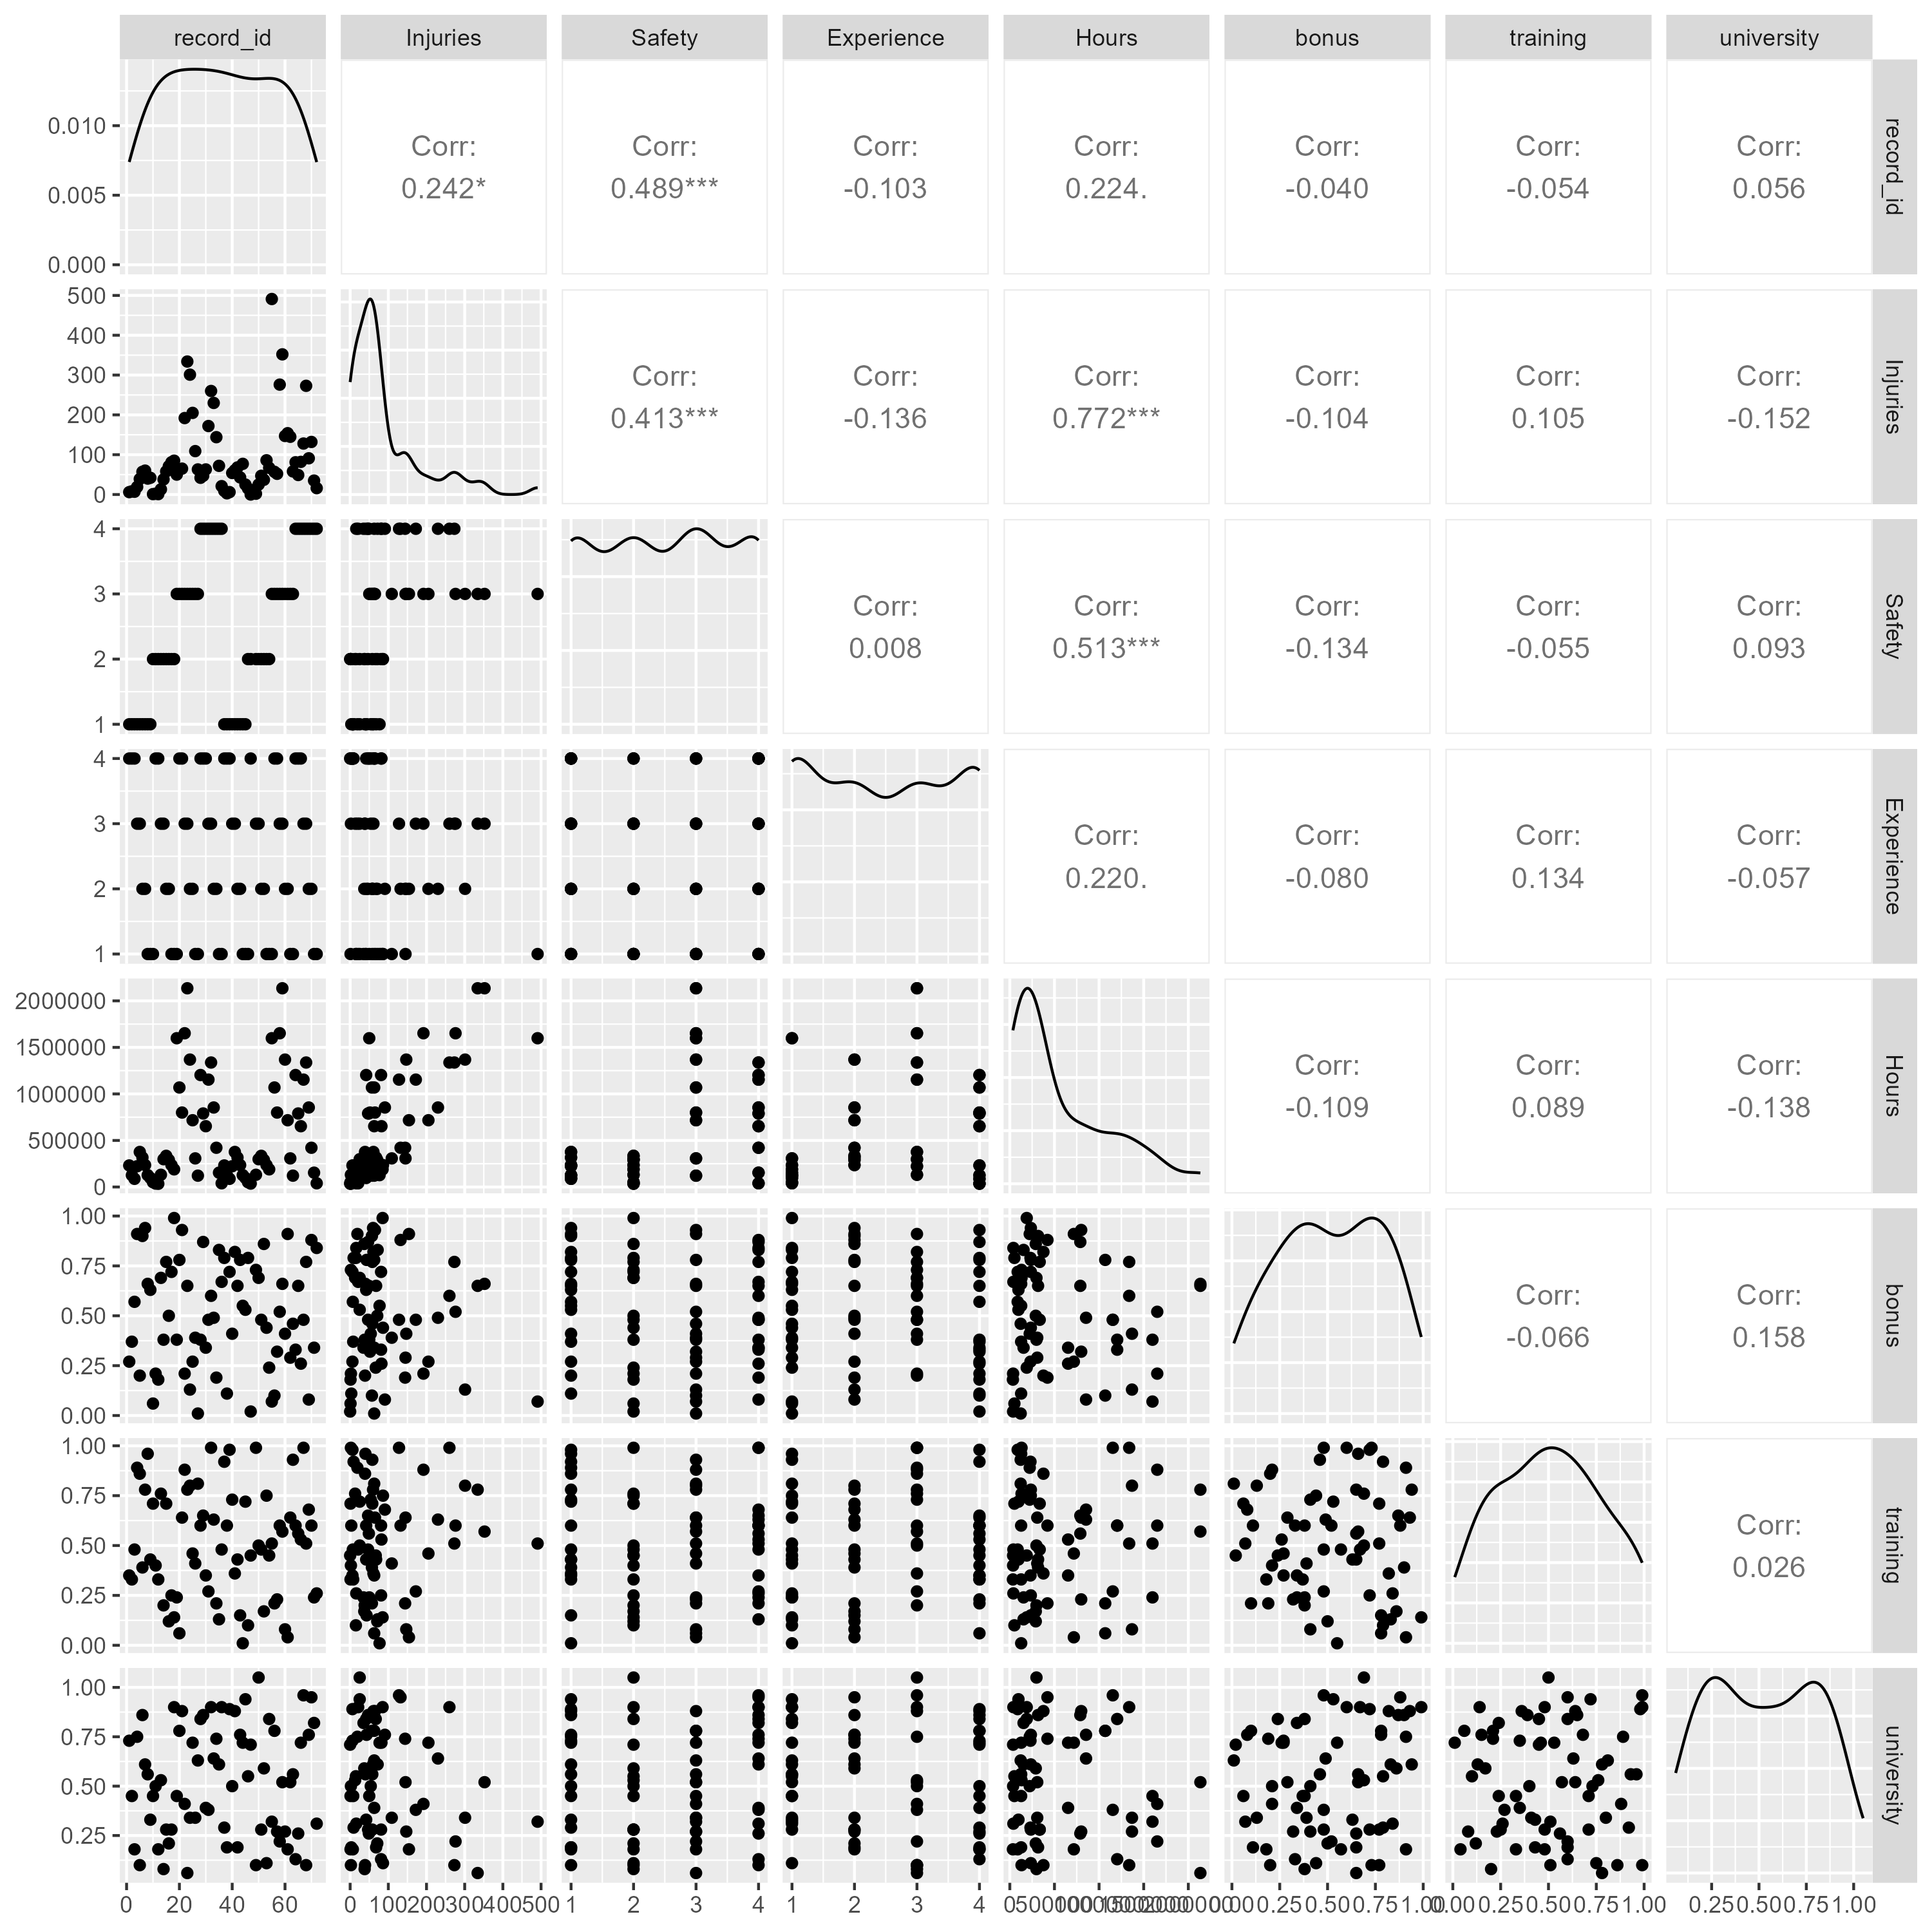 record_id Injuries Safety Experience Hours bonus training university
Corr: Corr: Corr: Corr: Corr: Corr: Corr:
0.242* 0.489*** -0.103 0.224. -0.040 -0.054 0.056
record_id
0.010
0.005
0.000
Corr: Corr: Corr: Corr: Corr: Corr:
0.413*** -0.136 0.772*** -0.104 0.105 -0.152
Injuries
500
400
300
200
100
0
Corr: Corr: Corr: Corr: Corr:
0.008 0.513*** -0.134 -0.055 0.093
Safety
4
3
2
1
Corr: Corr: Corr: Corr:
0.220. -0.080 0.134 -0.057
Experience
4
3
2
1
Corr: Corr: Corr:
-0.109 0.089 -0.138
Hours
2000000
1500000
1000000
500000
0
Corr: Corr:
-0.066 0.158
bonus
1.00
0.75
0.50
0.25
0.00
Corr:
0.026
training
1.00
0.75
0.50
0.25
0.00
university
1.00
0.75
0.50
0.25
0 20 40 60 0 100 200 300 400 500 1 2 3 4 1 2 3 4 0 500000 1000000 1500000 2000000 0.00 0.25 0.50 0.75 1.00 0.00 0.25 0.50 0.75 1.00 0.25 0.50 0.75 1.00